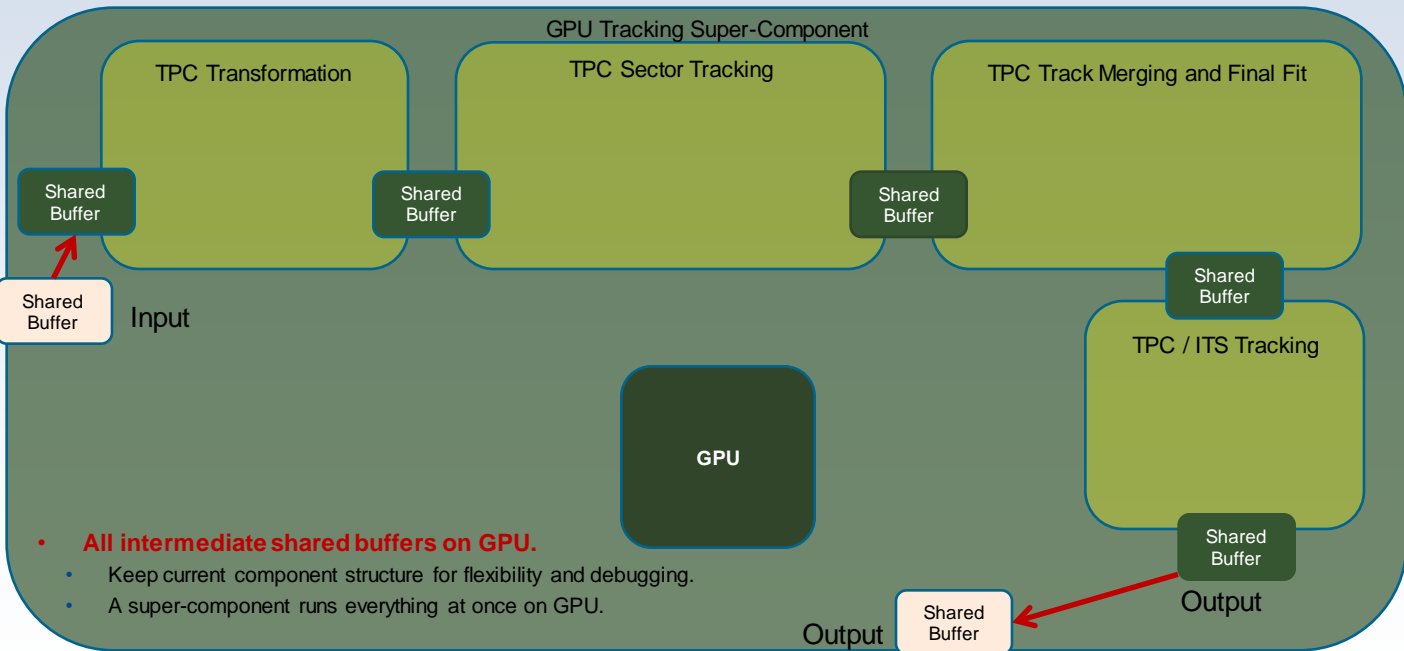 GPU Tracking Super-Component
TPC Transformation
TPC Sector Tracking
TPC Track Merging and Final Fit
Shared
Buffer
Shared
Buffer
Shared
Buffer
Shared
Buffer
Input
Shared
Buffer
TPC / ITS Tracking
GPU
• All intermediate shared buffers on GPU.
• Keep current component structure for flexibility and debugging.
• A super-component runs everything at once on GPU.
Shared
Buffer
Output
Output
Shared
Buffer